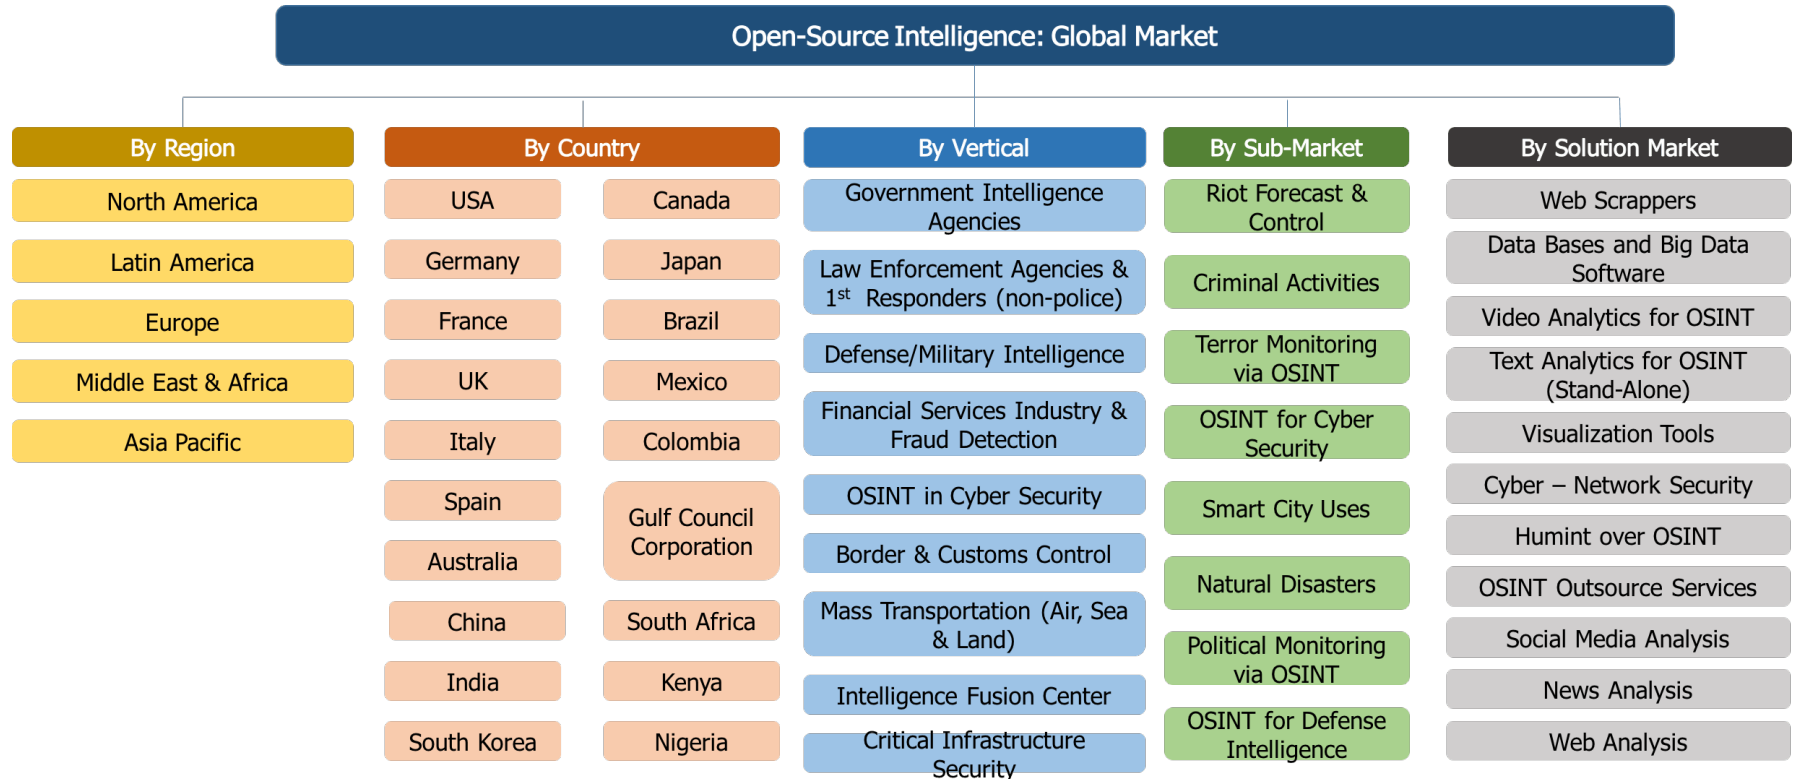 Open-Source Intelligence: Global Market
By Region
North America
Latin America
Europe
Middle East & Africa
Asia Pacific
By Country
USA
Germany
France
UK
Italy
Spain
Australia
China
India
South Korea
Canada
Japan
Brazil
Mexico
Colombia
Gulf Council
Corporation
South Africa
Kenya
Nigeria
By Vertical
Government Intelligence
Agencies
Law Enforcement Agencies &
1st Responders (non-police)
Defense/Military Intelligence
Financial Services Industry &
Fraud Detection
OSINT in Cyber Security
Border & Customs Control
Mass Transportation (Air, Sea
& Land)
Intelligence Fusion Center
Critical Infrastructure
Security
By Sub-Market
Riot Forecast &
Control
Criminal Activities
Terror Monitoring
via OSINT
OSINT for Cyber
Security
Smart City Uses
Natural Disasters
Political Monitoring
via OSINT
OSINT for Defense
Intelligence
By Solution Market
Web Scrappers
Data Bases and Big Data
Software
Video Analytics for OSINT
Text Analytics for OSINT
(Stand-Alone)
Visualization Tools
Cyber – Network Security
Humint over OSINT
OSINT Outsource Services
Social Media Analysis
News Analysis
Web Analysis